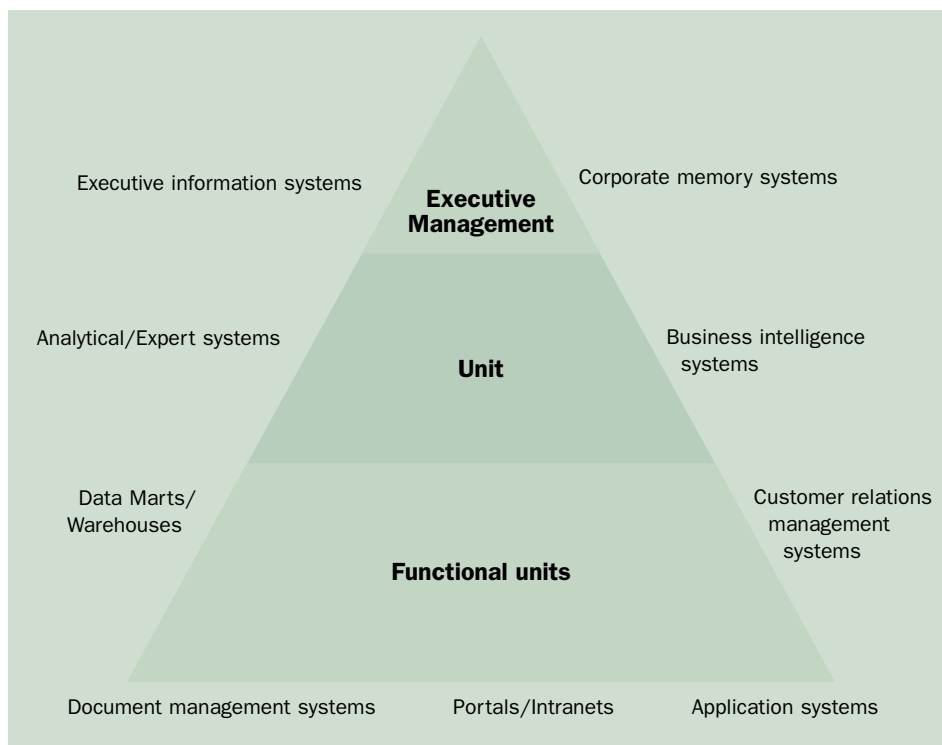 Executive information systems
Corporate memory systems
Executive
Management
Analytical/Expert systems
Business intelligence
systems
Unit
Data Marts/
Warehouses
Customer relations
management
systems
Functional units
Document management systems
Portals/Intranets
Application systems